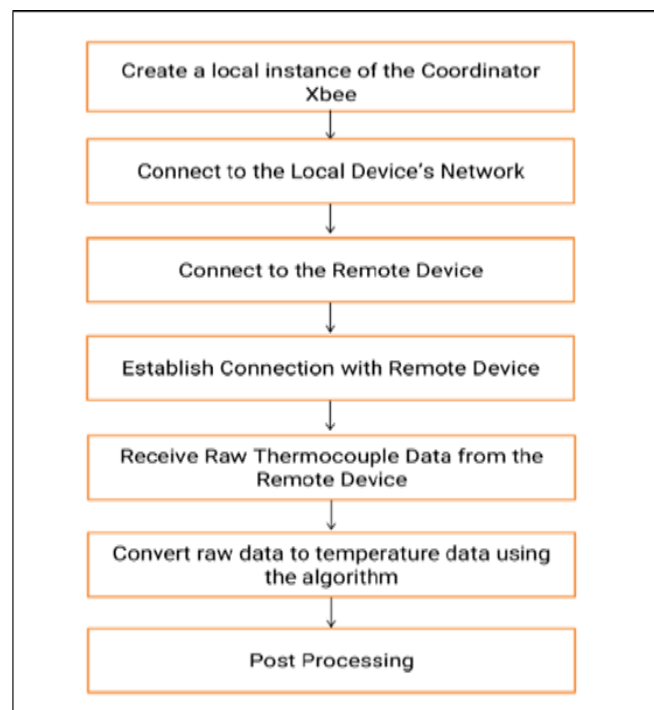 Create a local instance of the Coordinator
Xbee
Connect to the Local Device's Network
Connect to the Remote Device
Establish Connection with Remote Device
Receive Raw Thermocouple Data from the
Remote Device
Convert raw data to temperature data using
the algorithm
Post Processing